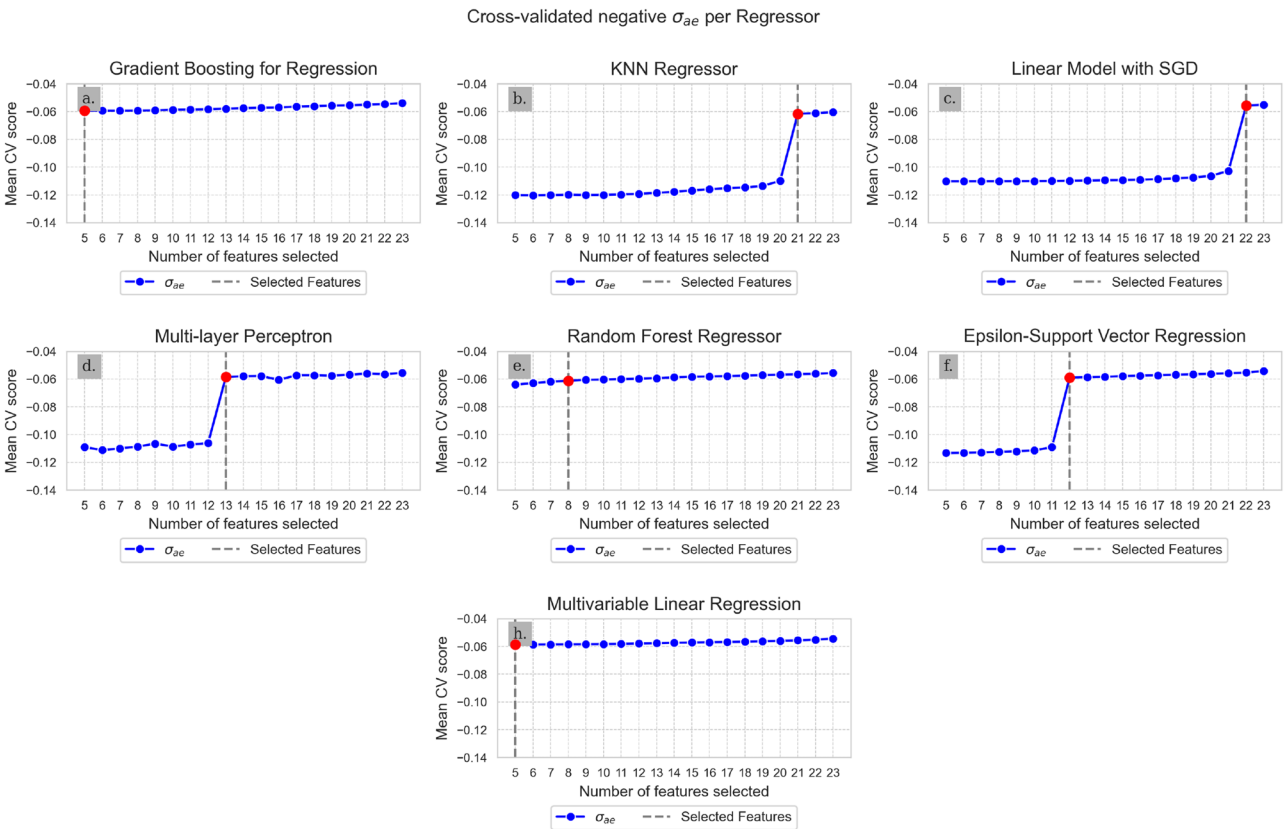 Cross-validated negative σae per Regressor
Gradient Boosting for Regression
a.
Mean CV score
−0.04
−0.06
−0.08
−0.10
−0.12
−0.14
5 6 7 8 9 10 11 12 13 14 15 16 17 18 19 20 21 22 23
Number of features selected
σae Selected Features
KNN Regressor
b.
Mean CV score
−0.04
−0.06
−0.08
−0.10
−0.12
−0.14
5 6 7 8 9 10 11 12 13 14 15 16 17 18 19 20 21 22 23
Number of features selected
σae Selected Features
Linear Model with SGD
c.
Mean CV score
−0.04
−0.06
−0.08
−0.10
−0.12
−0.14
5 6 7 8 9 10 11 12 13 14 15 16 17 18 19 20 21 22 23
Number of features selected
σae Selected Features
Multi-layer Perceptron
d.
Mean CV score
−0.04
−0.06
−0.08
−0.10
−0.12
−0.14
5 6 7 8 9 10 11 12 13 14 15 16 17 18 19 20 21 22 23
Number of features selected
σae Selected Features
Random Forest Regressor
e.
Mean CV score
−0.04
−0.06
−0.08
−0.10
−0.12
−0.14
5 6 7 8 9 10 11 12 13 14 15 16 17 18 19 20 21 22 23
Number of features selected
σae Selected Features
Epsilon-Support Vector Regression
f.
Mean CV score
−0.04
−0.06
−0.08
−0.10
−0.12
−0.14
5 6 7 8 9 10 11 12 13 14 15 16 17 18 19 20 21 22 23
Number of features selected
σae Selected Features
Multivariable Linear Regression
h.
Mean CV score
−0.04
−0.06
−0.08
−0.10
−0.12
−0.14
5 6 7 8 9 10 11 12 13 14 15 16 17 18 19 20 21 22 23
Number of features selected
σae Selected Features